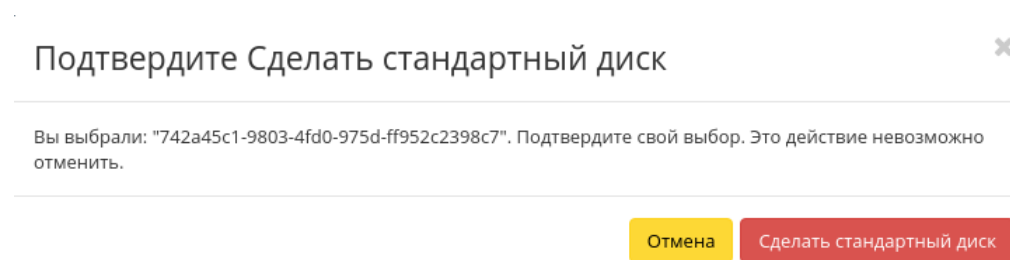 Подтвердите Сделать стандартный диск
Вы выбрали: "742a45c1-9803-4fd0-975d-ff952c2398c7". Подтвердите свой выбор. Это действие невозможно
отменить.
Отмена
Сделать стандартный диск